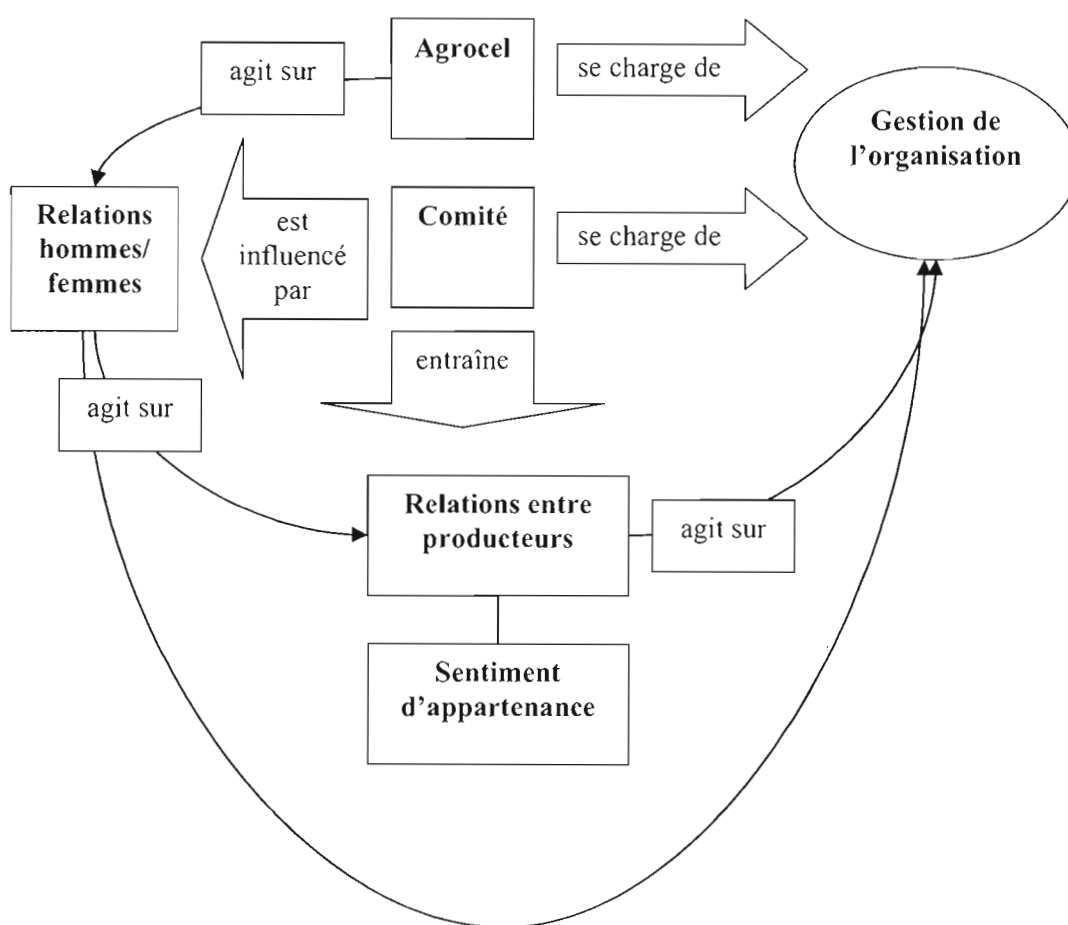 agit sur
Agrocel
se charge de
Gestion de
l'organisation
Relations
hommes/
femmes
est
influencé
par
Comité
se charge de
entraîne
agit sur
Relations entre
producteurs
agit sur
Sentiment
d'appartenance